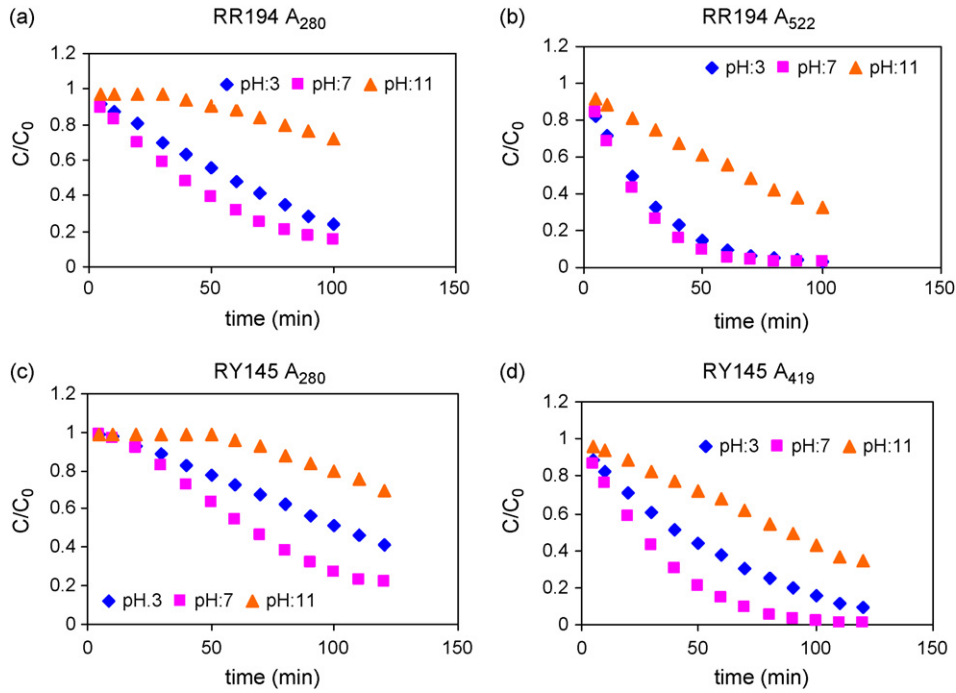 (a)
RR194 A280
1.2
1
0.8
0.6
0.4
0.2
0
C/C0
pH:3 pH:7 pH:11
0 50 100 150
time (min)
(b)
RR194 A522
1.2
1
0.8
0.6
0.4
0.2
0
C/C0
pH:3 pH:7 pH:11
0 50 100 150
time (min)
(c)
RY145 A280
1.2
1
0.8
0.6
0.4
0.2
0
C/C0
pH.3 pH:7 pH:11
0 50 100 150
time (min)
(d)
RY145 A419
1.2
1
0.8
0.6
0.4
0.2
0
C/C0
pH:3 pH:7 pH:11
0 50 100 150
time (min)